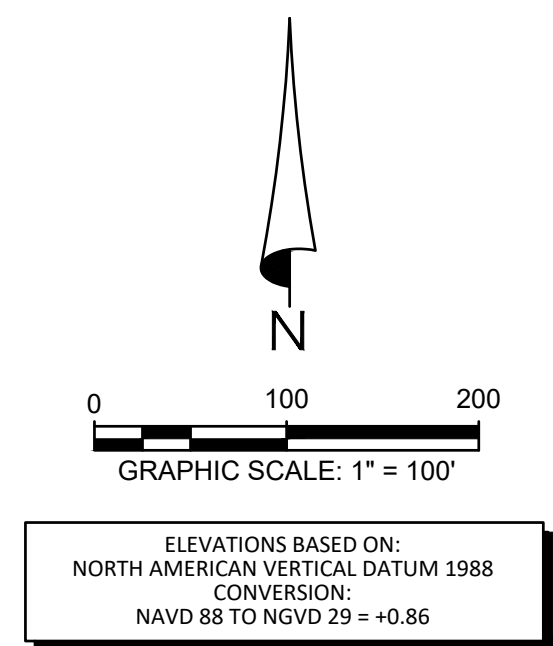 N
0 100 200
GRAPHIC SCALE: 1" = 100'
ELEVATIONS BASED ON:
NORTH AMERICAN VERTICAL DATUM 1988
CONVERSION:
NAVD 88 TO NGVD 29 = +0.86